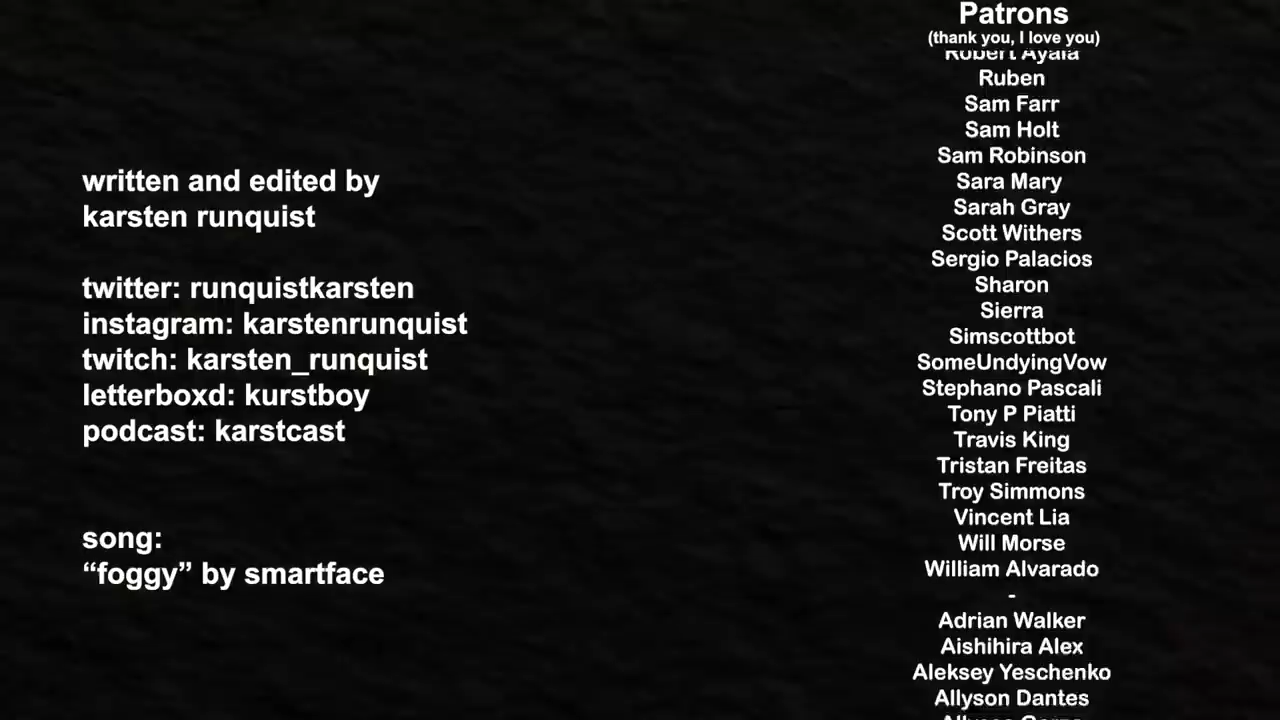 written and edited by
karsten runquist
twitter: runquistkarsten
instagram: karstenrunquist
twitch: karsten_runquist
letterboxd: kurstboy
podcast: karstcast
song:
“foggy” by smartface
Patrons
(thank you, I love you)
Robert Ayala
Ruben
Sam Farr
Sam Holt
Sam Robinson
Sara Mary
Sarah Gray
Scott Withers
Sergio Palacios
Sharon
Sierra
Simscottbot
SomeUndyingVow
Stephano Pascali
Tony P Piatti
Travis King
Tristan Freitas
Troy Simmons
Vincent Lia
Will Morse
William Alvarado
-
Adrian Walker
Aishihira Alex
Aleksey Yeschenko
Allyson Dantes